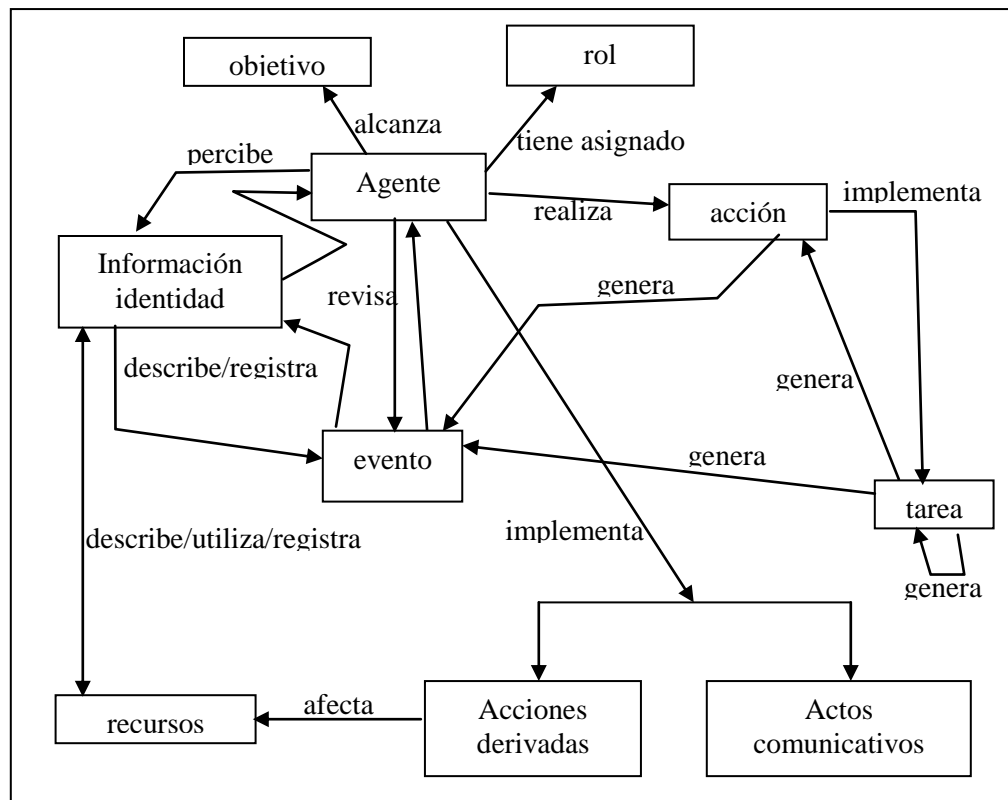 objetivo
rol
alcanza
tiene asignado
percibe
Agente
realiza
acción
implementa
Información
identidad
revisa
genera
describe/registra
genera
evento
genera
tarea
describe/utiliza/registra
implementa
genera
recursos
afecta
Acciones
derivadas
Actos
comunicativos